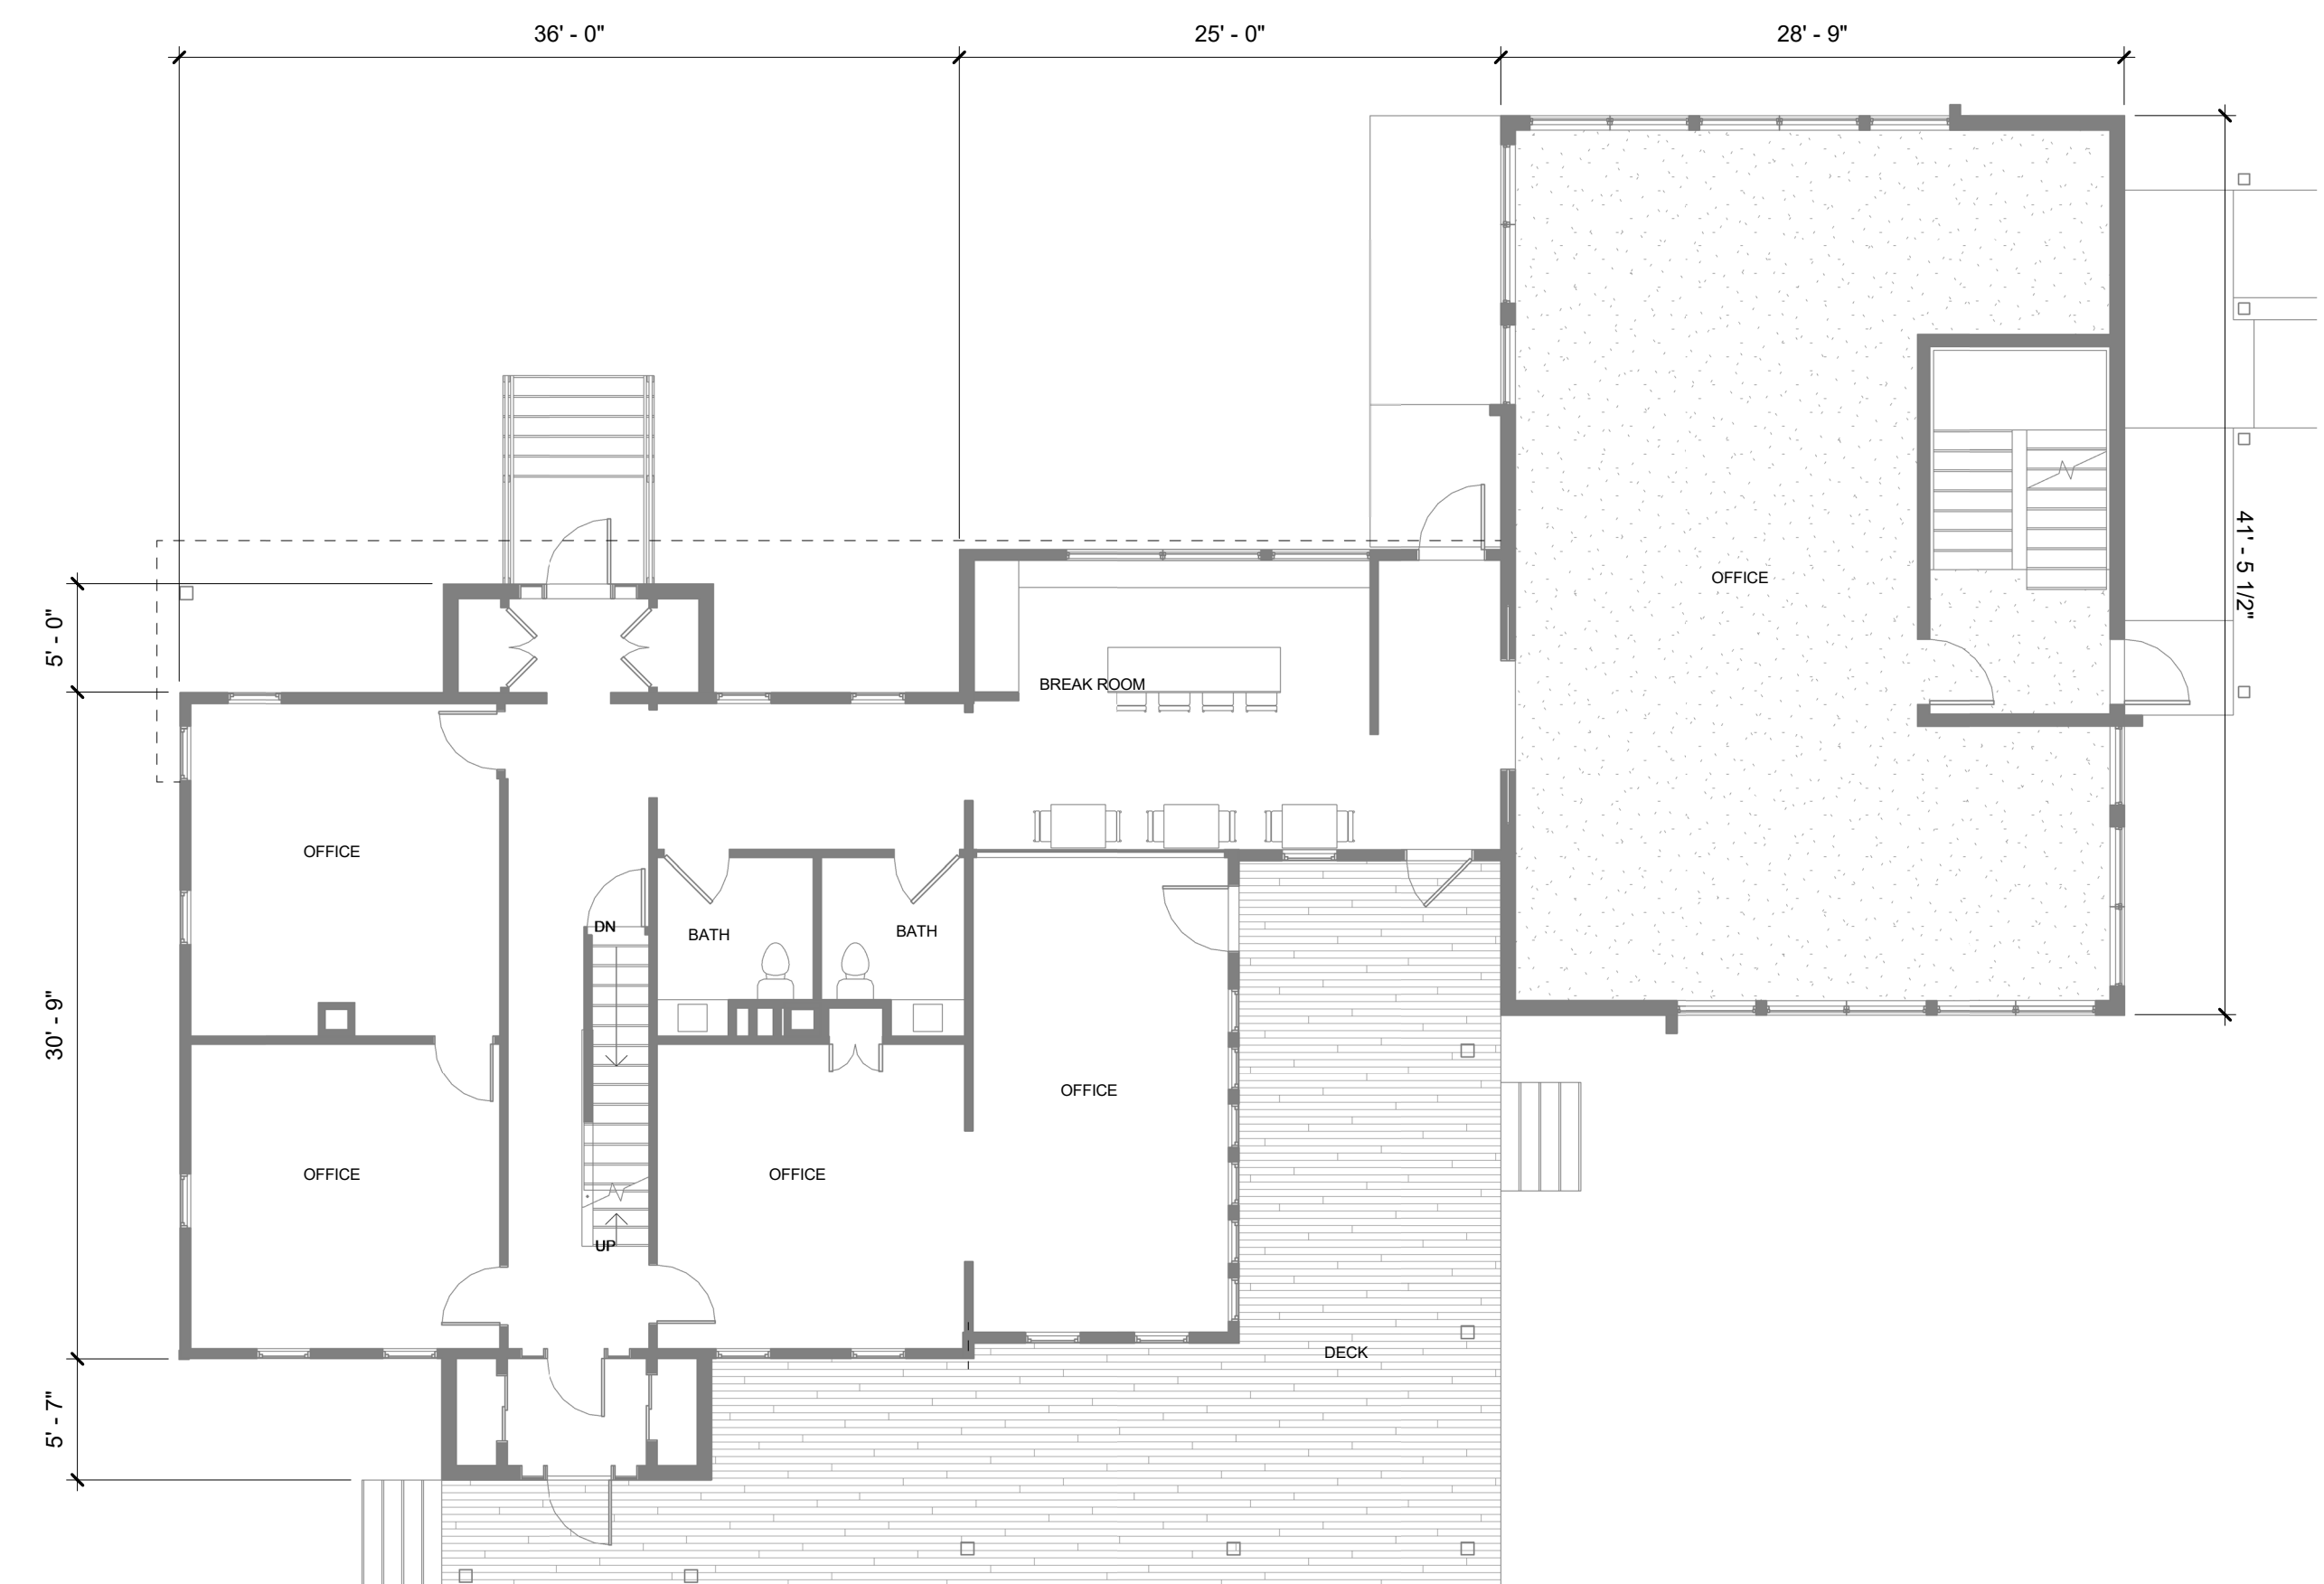 36' - 0"
25' - 0"
28' - 9"
41' - 5 1/2"
OFFICE
5' - 0"
BREAK ROOM
OFFICE
DN
BATH
BATH
30' - 9"
OFFICE
OFFICE
OFFICE
UP
DECK
5' - 7"